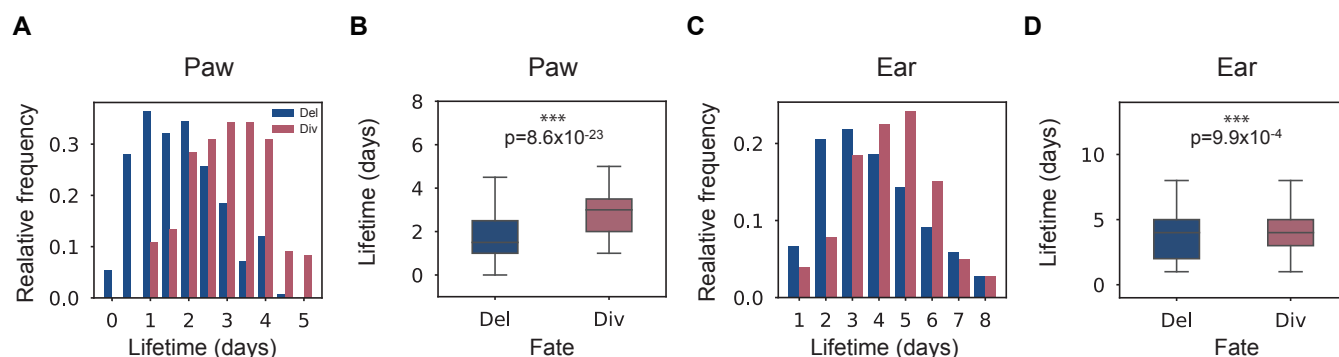 A
Paw
Realative frequency
0.3
0.2
0.1
0.0
Del
Div
0 1 2 3 4 5
Lifetime (days)
B
Paw
Lifetime (days)
8
6
4
2
0
***
p=8.6x10-23
Del Div
Fate
C
Ear
Realative frequency
0.2
0.1
0.0
1 2 3 4 5 6 7 8
Lifetime (days)
D
Ear
Lifetime (days)
10
5
0
***
p=9.9x10-4
Del Div
Fate